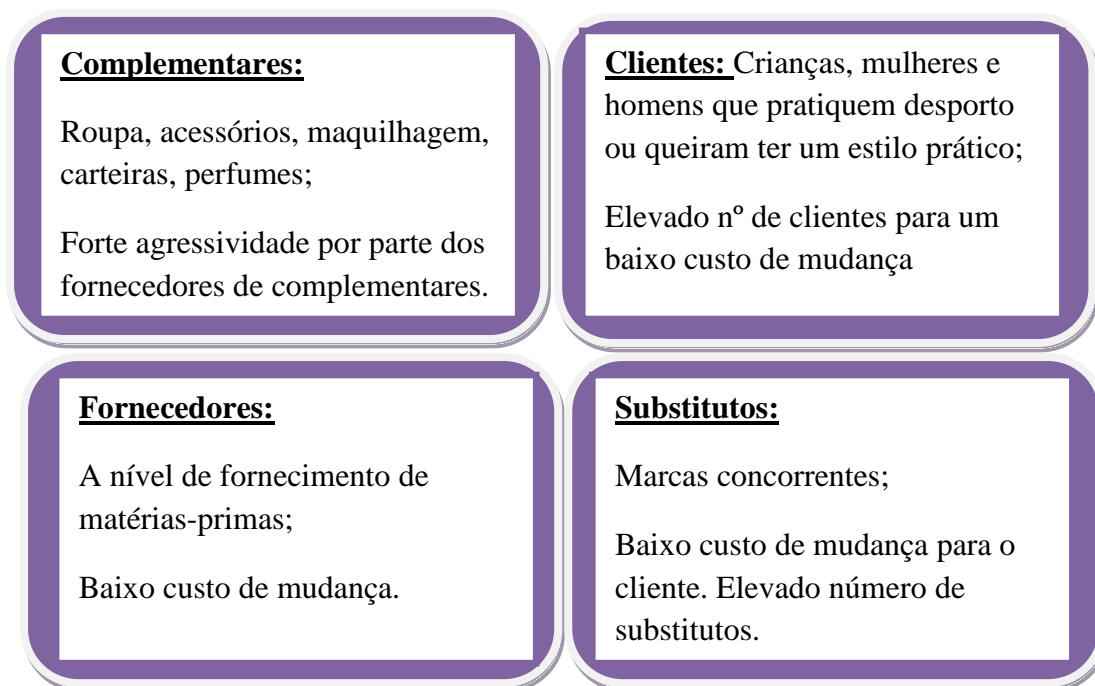 Complementares:
Roupa, acessórios, maquilhagem,
carteiras, perfumes;
Forte agressividade por parte dos
fornecedores de complementares.
Clientes: Crianças, mulheres e
homens que pratiquem desporto
ou queiram ter um estilo prático;
Elevado nº de clientes para um
baixo custo de mudança
Fornecedores:
A nível de fornecimento de
matérias-primas;
Baixo custo de mudança.
Substitutos:
Marcas concorrentes;
Baixo custo de mudança para o
cliente. Elevado número de
substitutos.